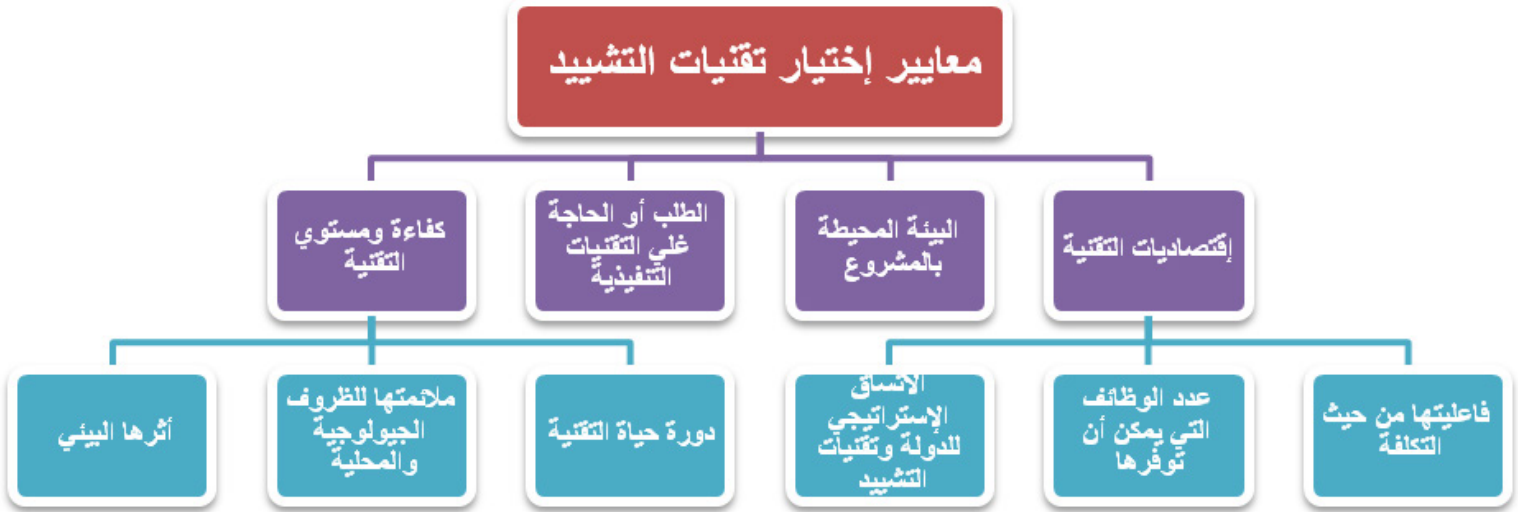 معايير إختيار تقنيات التشييد
إقتصاديات التقنية
البيئة المحيطة
بالمشروع
الطلب أو الحاجة
غلي التقنيات
التنفيذية
كفاءة ومستوي
التقنية
فاعليتها من حيث
التكلفة
عدد الوظائف
التي يمكن أن
توفرها
الاتساق
الإستراتيجي
للدولة وتقنيات
التشييد
دورة حياة التقنية
ملائمتها للظروف
الجيولوجية
والمحلية
أثرها البيئي